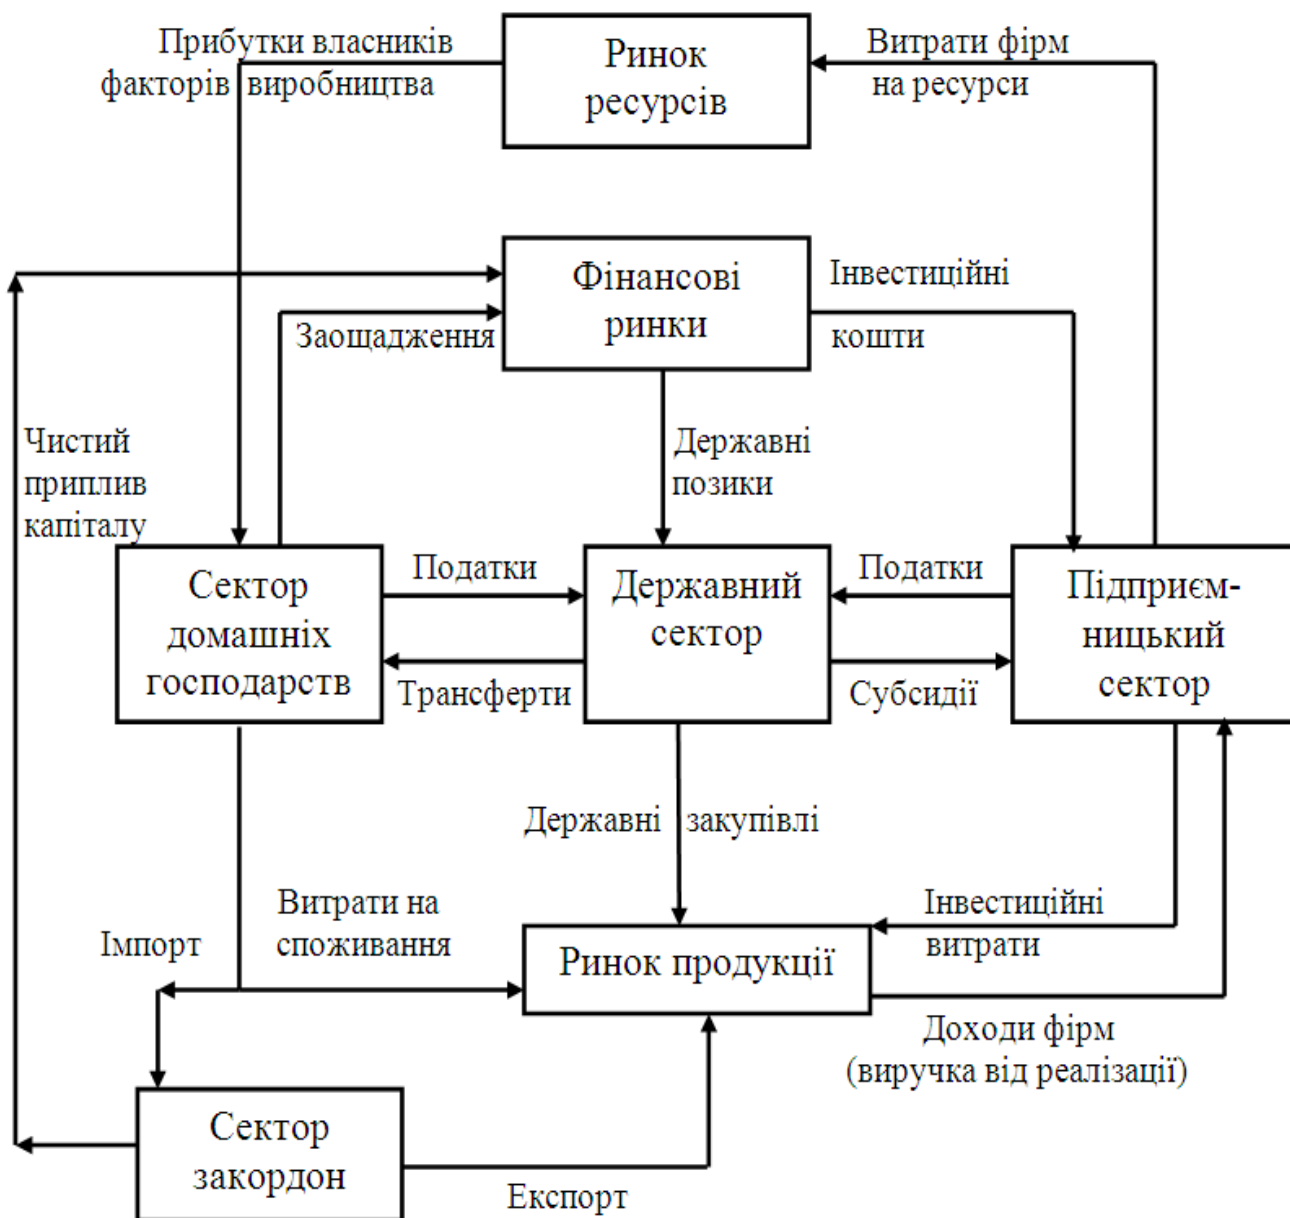 Прибутки власників
факторів виробництва
Ринок
ресурсів
Витрати фірм
на ресурси
Фінансові
ринки
Інвестиційні
кошти
Заощадження
Чистий
приплив
капіталу
Державні
позики
Сектор
домашніх
господарств
Податки
Трансферти
Державний
сектор
Податки
Субсидії
Підприєм-
ницький
сектор
Державні закупівлі
Імпорт
Витрати на
споживання
Ринок продукції
Інвестиційні
витрати
Доходи фірм
(виручка від реалізації)
Сектор
закордон
Експорт